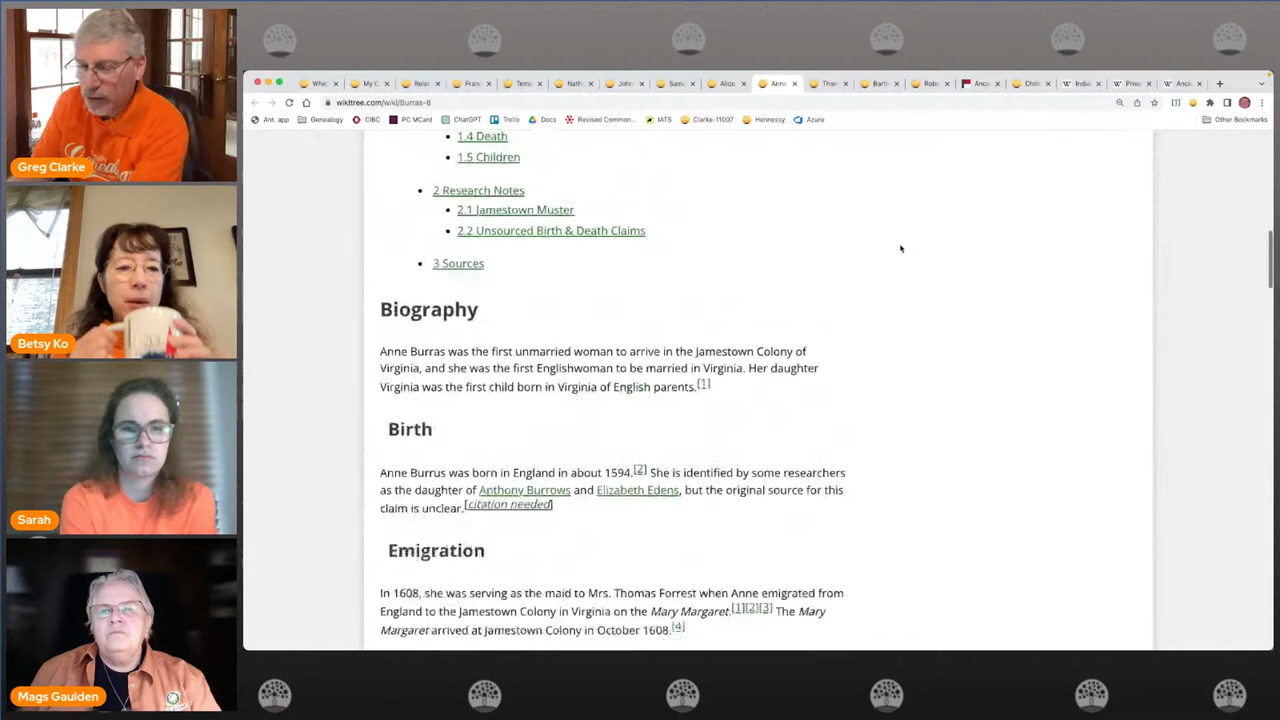 Greg Clarke
Betsy Ko
Sarah
Mags Gaulden
wikitree.com/wiki/Burras-8
Ant. app
Genealogy
CIBC
PC MCard
ChatGPT
Trello
Docs
Revised Common...
IATS
Clarke-11007
Hennessy...
Azure
Other Bookmarks
1.4 Death
1.5 Children
2 Research Notes
2.1 Jamestown Muster
2.2 Unsourced Birth & Death Claims
3 Sources
Biography
Anne Burras was the first unmarried woman to arrive in the Jamestown Colony of
Virginia, and she was the first Englishwoman to be married in Virginia. Her daughter
Virginia was the first child born in Virginia of English parents.[1]
Birth
Anne Burrus was born in England in about 1594.[2] She is identified by some researchers
as the daughter of Anthony Burrows and Elizabeth Edens, but the original source for this
claim is unclear.[citation needed]
Emigration
In 1608, she was serving as the maid to Mrs. Thomas Forrest when Anne emigrated from
England to the Jamestown Colony in Virginia on the Mary Margaret.[1][2][3] The Mary
Margaret arrived at Jamestown Colony in October 1608.[4]